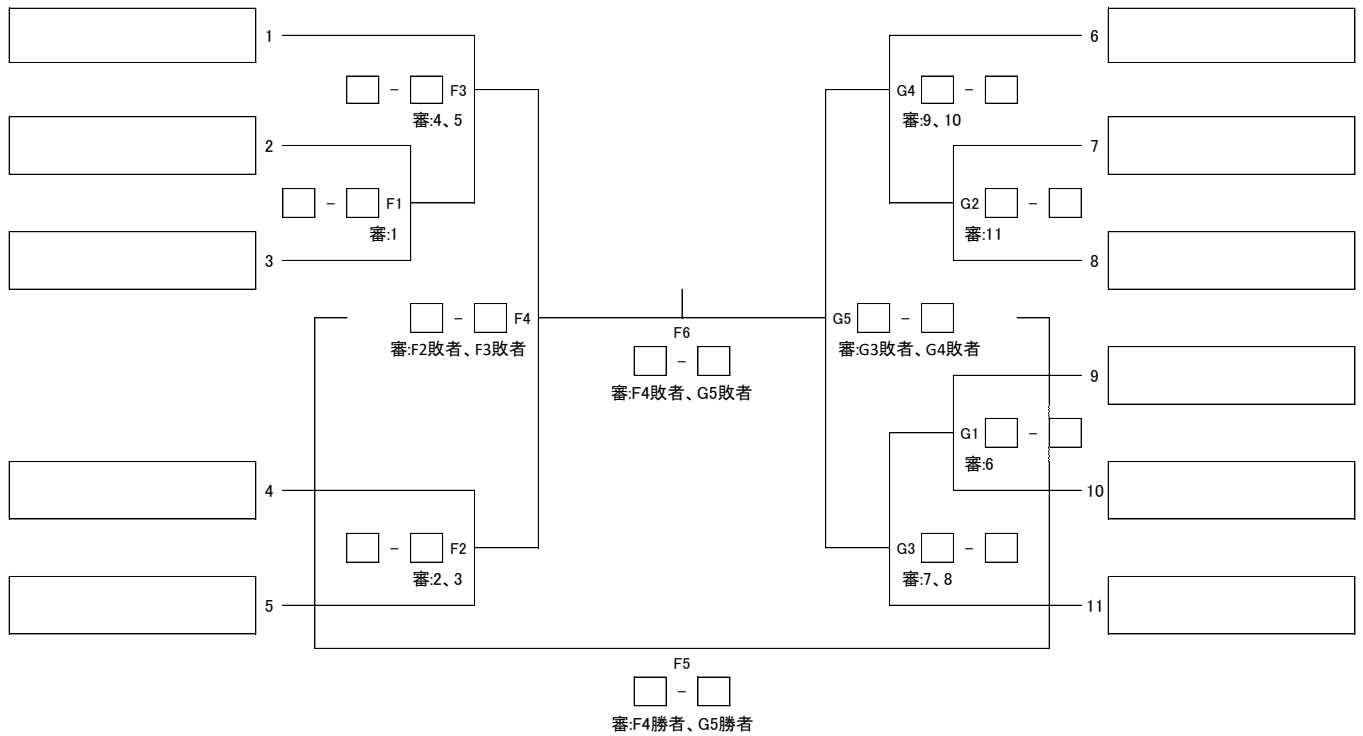 1
6
- F3
G4 -
審:4、5
審:9、10
2
7
- F1
G2 -
審:1
審:11
3
8
- F4
G5 -
F6
審:F2敗者、F3敗者
審:G3敗者、G4敗者
-
9
審:F4敗者、G5敗者
G1 -
審:6
4
10
- F2
G3 -
審:2、3
審:7、8
5
11
F5
-
審:F4勝者、G5勝者